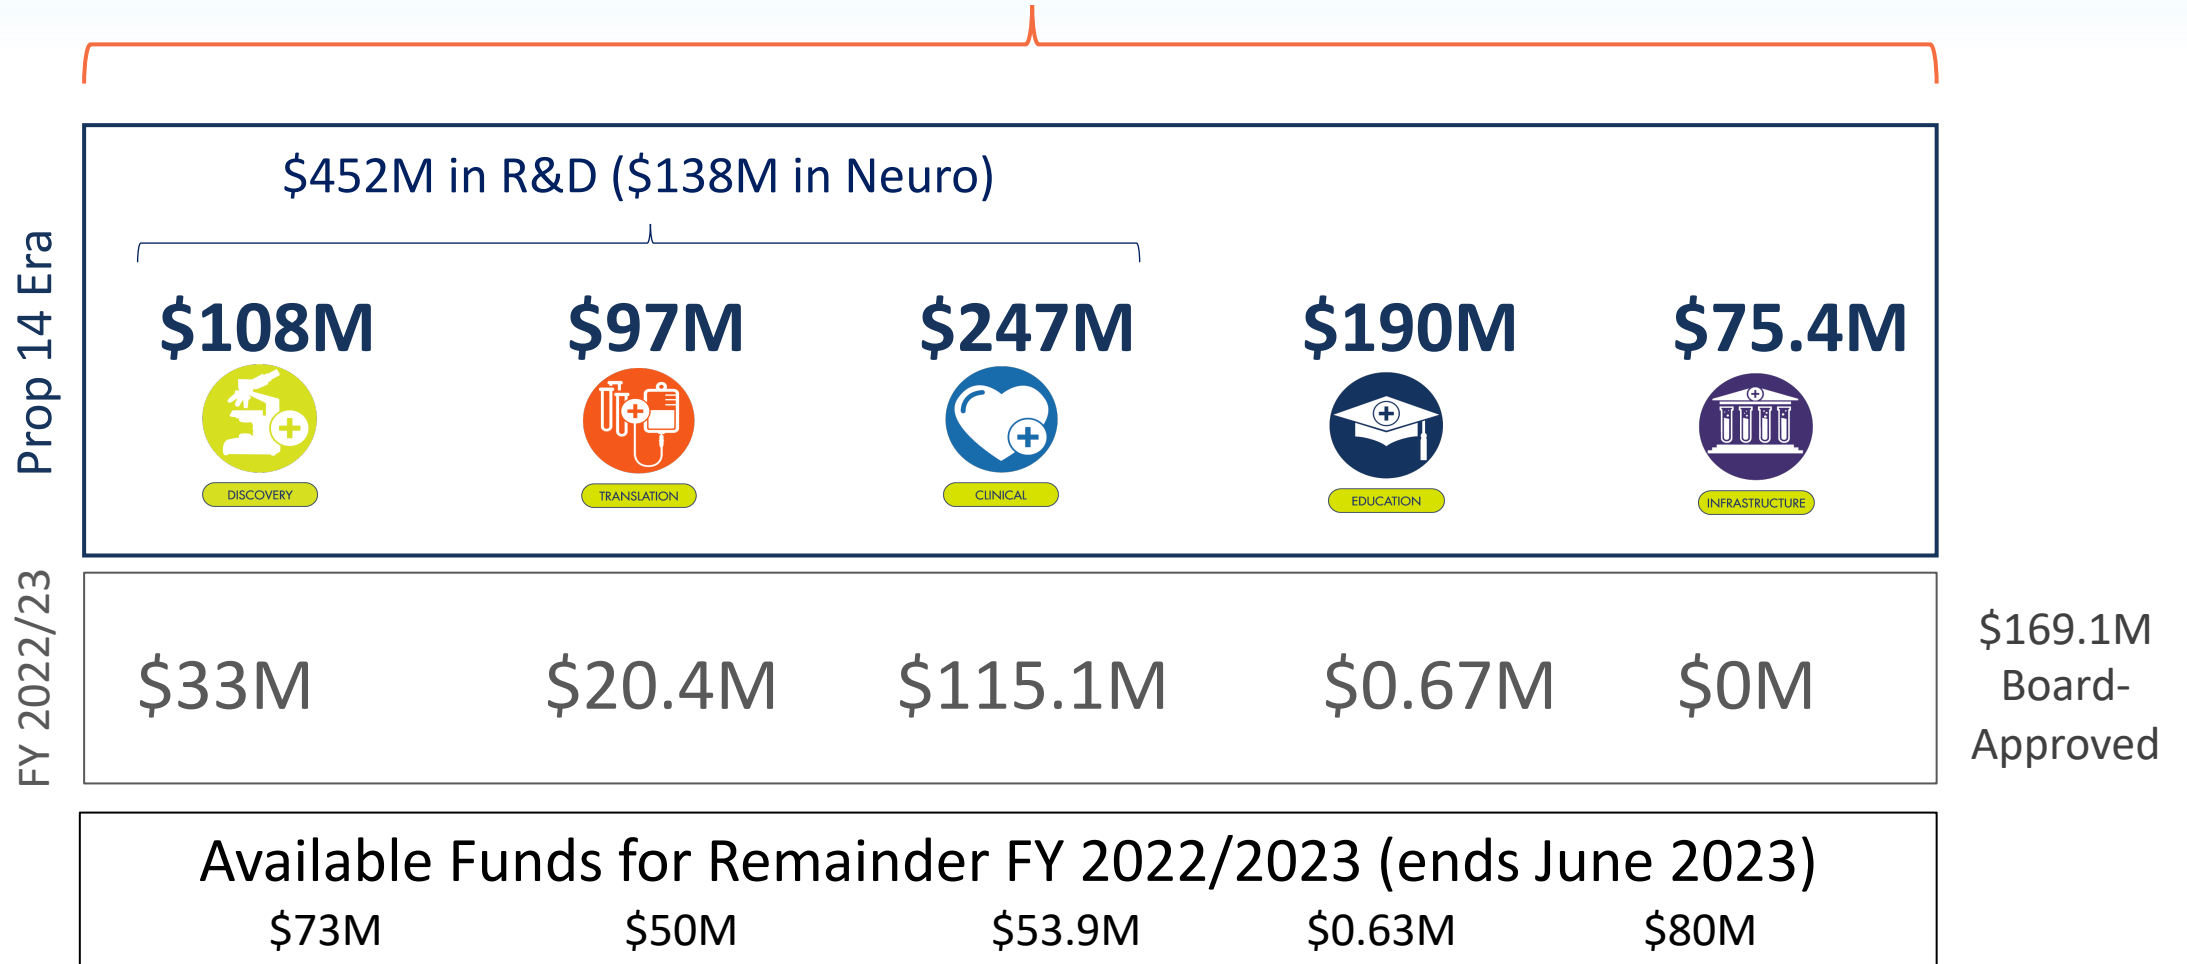 $452M in R&D ($138M in Neuro)
Prop 14 Era
$108M $97M $247M $190M $75.4M
DISCOVERY TRANSLATION CLINICAL EDUCATION INFRASTRUCTURE
FY 2022/23
$33M $20.4M $115.1M $0.67M $0M
$169.1M
Board-
Approved
Available Funds for Remainder FY 2022/2023 (ends June 2023)
$73M $50M $53.9M $0.63M $80M